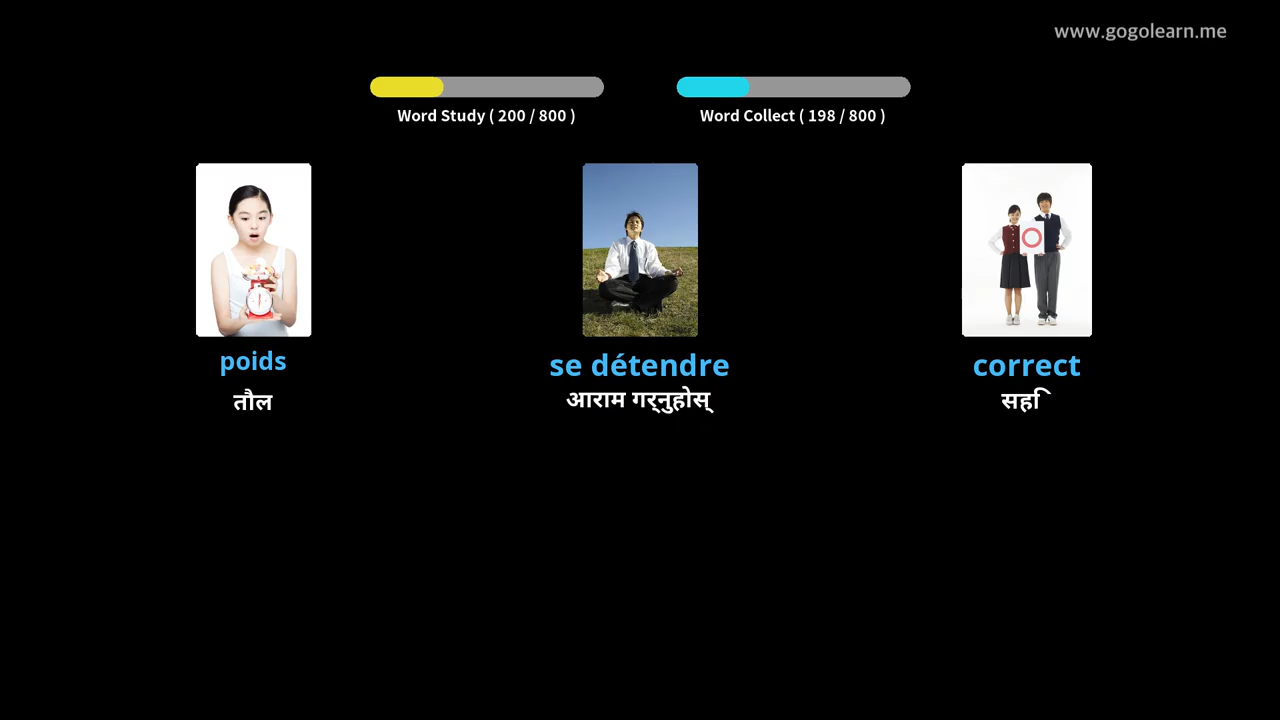 www.gogolearn.me
Word Study ( 200 / 800 )
Word Collect ( 198 / 800 )
poids
se détendre
correct
तौल
आराम गर्नुहोस्
सहि